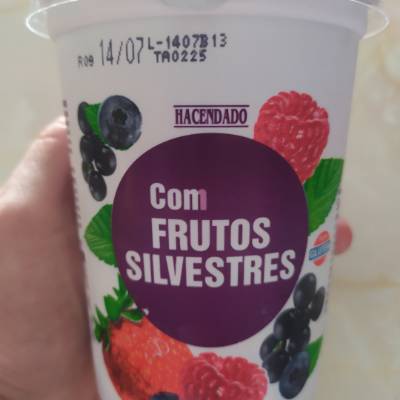 R09 14/07 L-1407B13
TA0225
HACENDADO
Com
FRUTOS
SILVESTRES